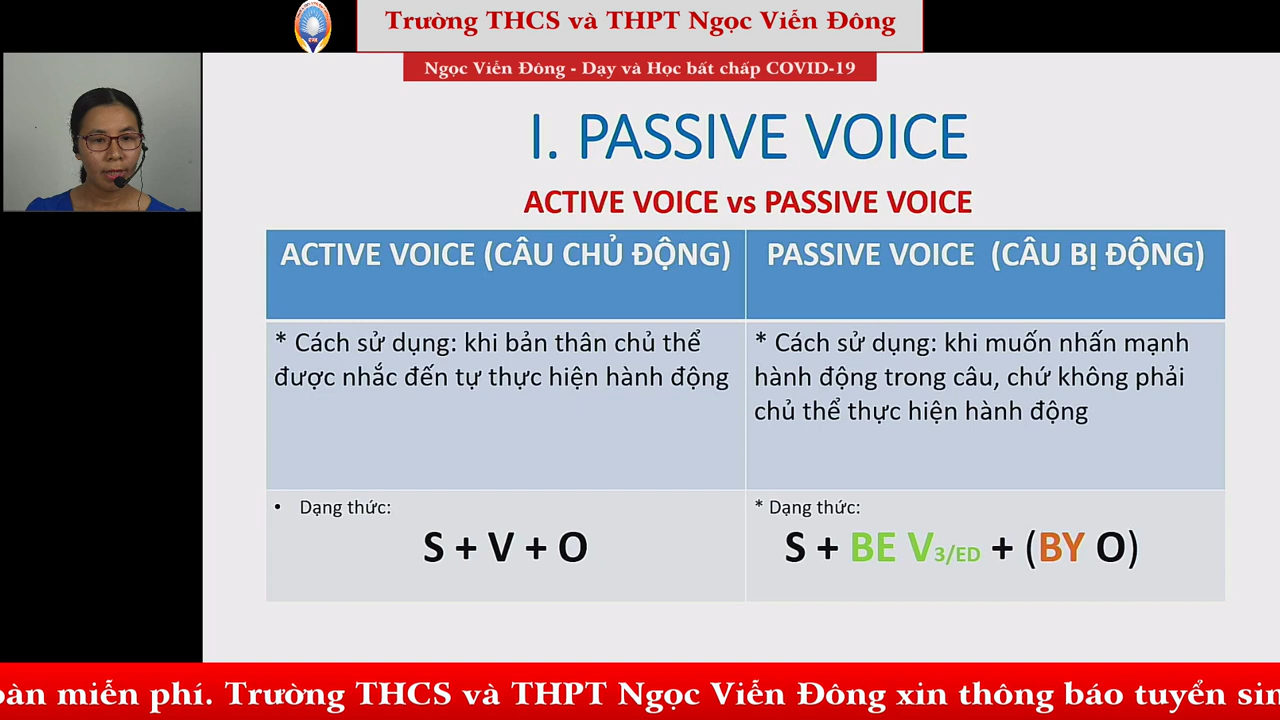 Trường THCS và THPT Ngọc Viễn Đông
Ngọc Viễn Đông - Dạy và Học bất chấp COVID-19
I. PASSIVE VOICE
ACTIVE VOICE vs PASSIVE VOICE
ACTIVE VOICE (CÂU CHỦ ĐỘNG)
PASSIVE VOICE (CÂU BỊ ĐỘNG)
* Cách sử dụng: khi bản thân chủ thể
được nhắc đến tự thực hiện hành động
* Cách sử dụng: khi muốn nhấn mạnh
hành động trong câu, chứ không phải
chủ thể thực hiện hành động
• Dạng thức:
S + V + O
* Dạng thức:
S + BE V3/ED + (BY O)
miễn phí. Trường THCS và THPT Ngọc Viễn Đông xin thông báo tuyển